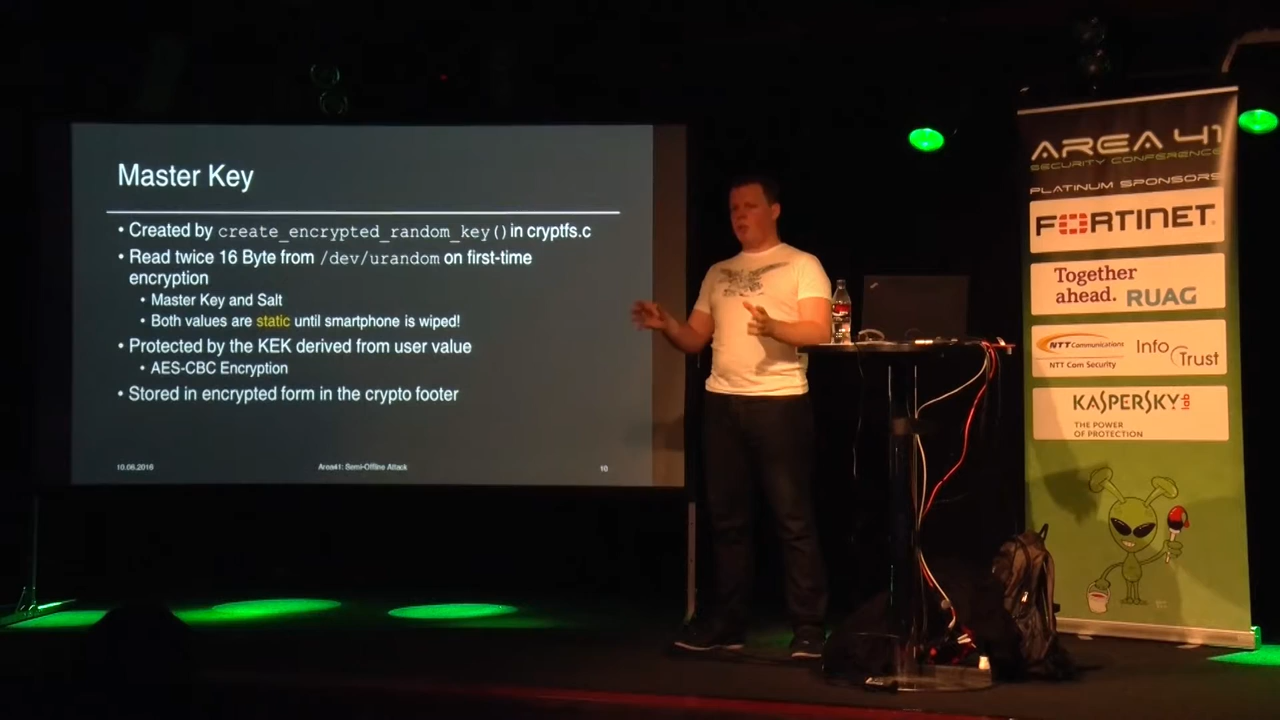 Master Key
• Created by create_encrypted_random_key() in cryptfs.c
• Read twice 16 Byte from /dev/urandom on first-time
encryption
• Master Key and Salt
• Both values are static until smartphone is wiped!
• Protected by the KEK derived from user value
• AES-CBC Encryption
• Stored in encrypted form in the crypto footer
10.06.2016
Area41: Semi-Offline Attack
10
AREA 41
SECURITY CONFERENCE
PLATINUM SPONSORS
FORTINET
Together
ahead. RUAG
NTT Communications
NTT Com Security
Info
Trust
KASPERSKY lab
THE POWER
OF PROTECTION